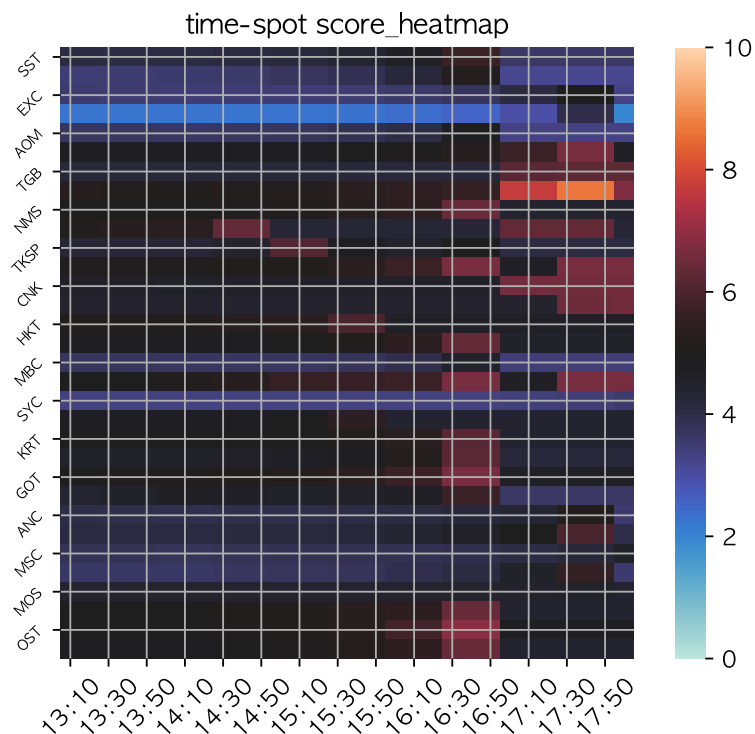 time-spot score_heatmap
SST
EXC
AOM
TGB
NMS
TKSP
CNK
HKT
MBC
SYC
KRT
GOT
ANC
MSC
MOS
OST
13:10
13:30
13:50
14:10
14:30
14:50
15:10
15:30
15:50
16:10
16:30
16:50
17:10
17:30
17:50
10
8
6
4
2
0